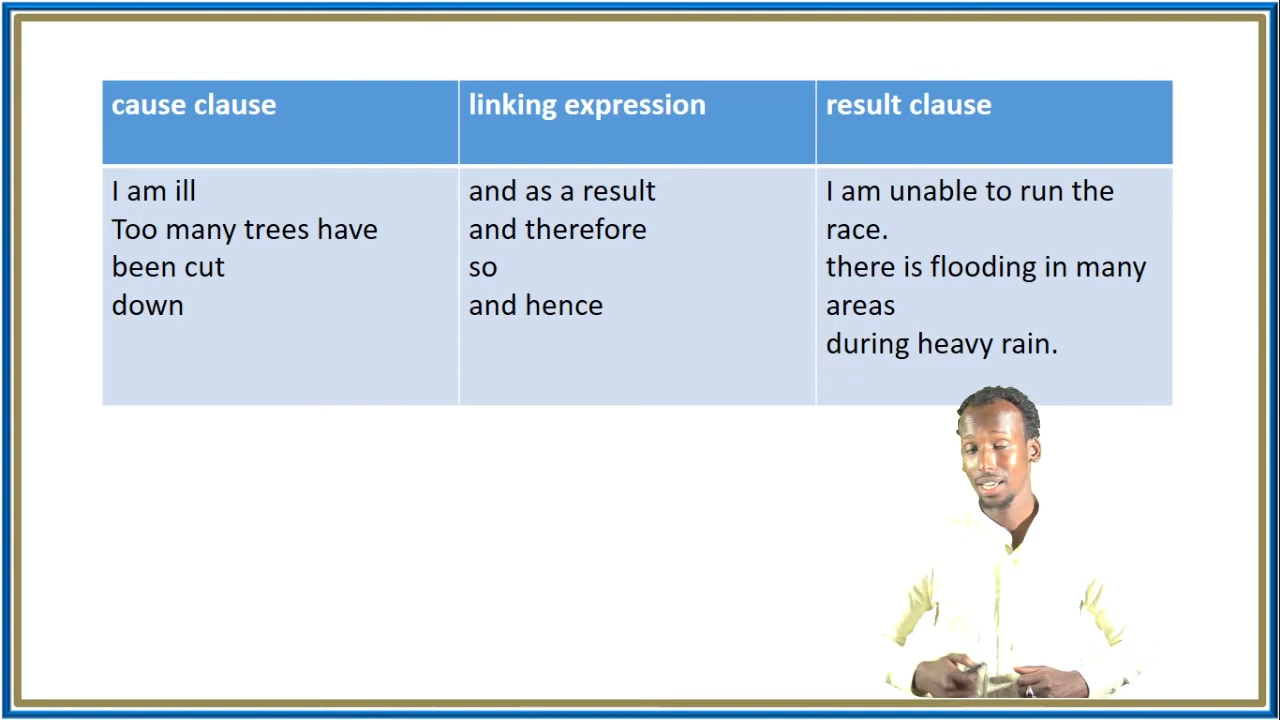 cause clause
linking expression
result clause
I am ill
Too many trees have
been cut
down
and as a result
and therefore
so
and hence
I am unable to run the
race.
there is flooding in many
areas
during heavy rain.